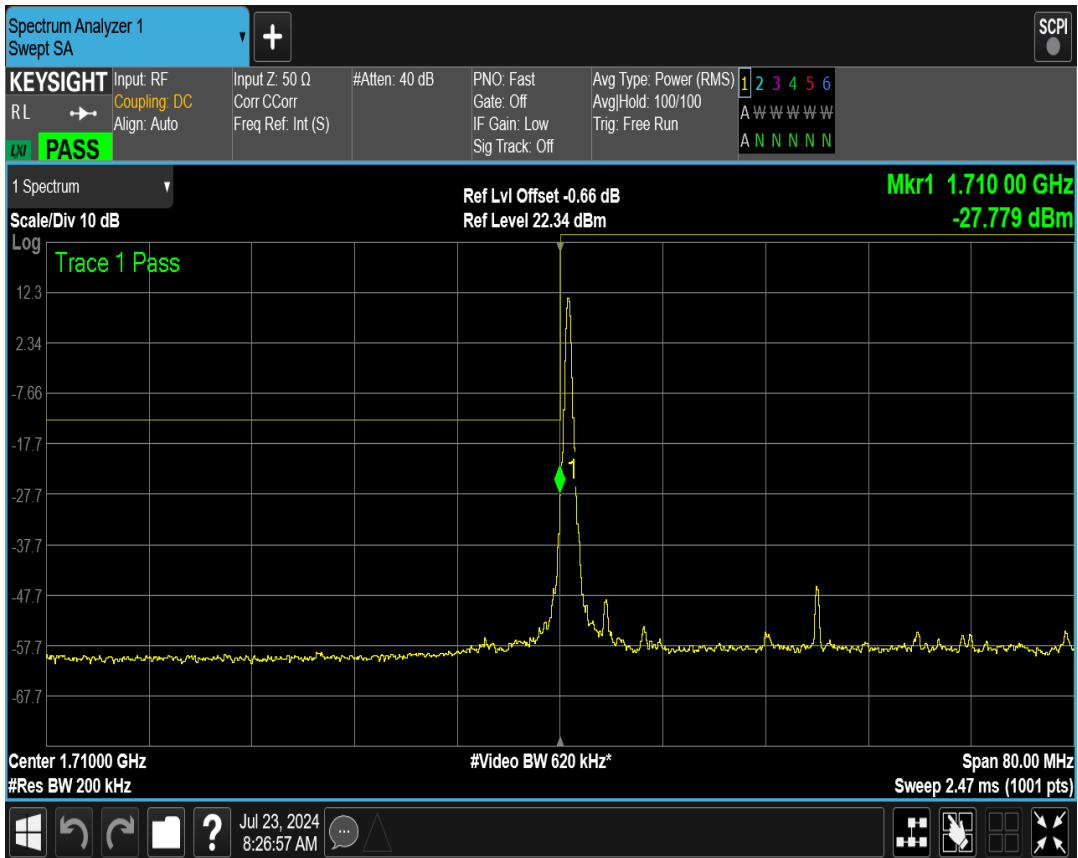 Spectrum Analyzer 1
Swept SA
+
SCPI
KEYSIGHT
R L
LXI PASS
Input: RF
Coupling: DC
Align: Auto
Input Z: 50 Ω
Corr CCorr
Freq Ref: Int (S)
#Atten: 40 dB
PNO: Fast
Gate: Off
IF Gain: Low
Sig Track: Off
Avg Type: Power (RMS)
Avg|Hold: 100/100
Trig: Free Run
1 2 3 4 5 6
A W W W W W
A N N N N N
1 Spectrum
Scale/Div 10 dB
Ref Lvl Offset -0.66 dB
Ref Level 22.34 dBm
Mkr1 1.710 00 GHz
-27.779 dBm
Log
Trace 1 Pass
12.3
2.34
-7.66
-17.7
1
-27.7
-37.7
-47.7
-57.7
-67.7
Center 1.71000 GHz
#Video BW 620 kHz*
Span 80.00 MHz
#Res BW 200 kHz
Sweep 2.47 ms (1001 pts)
?
Jul 23, 2024
8:26:57 AM